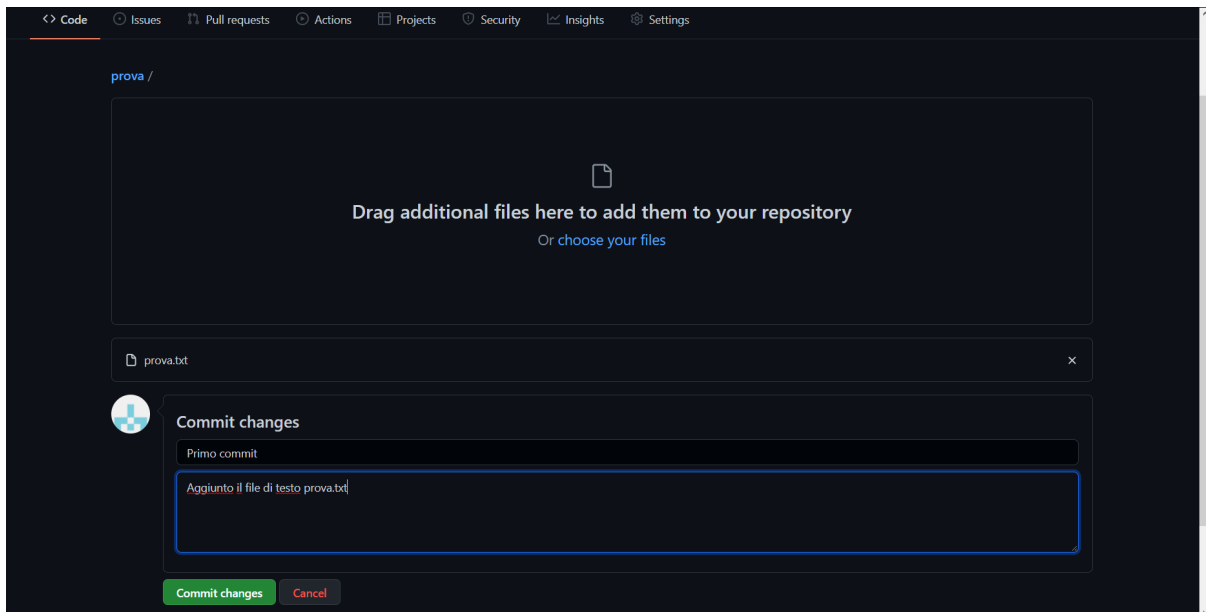 Code Issues Pull requests Actions Projects Security Insights Settings
prova /
Drag additional files here to add them to your repository
Or choose your files
prova.txt
Commit changes
Primo commit
Aggiunto il file di testo prova.txt
Commit changes Cancel